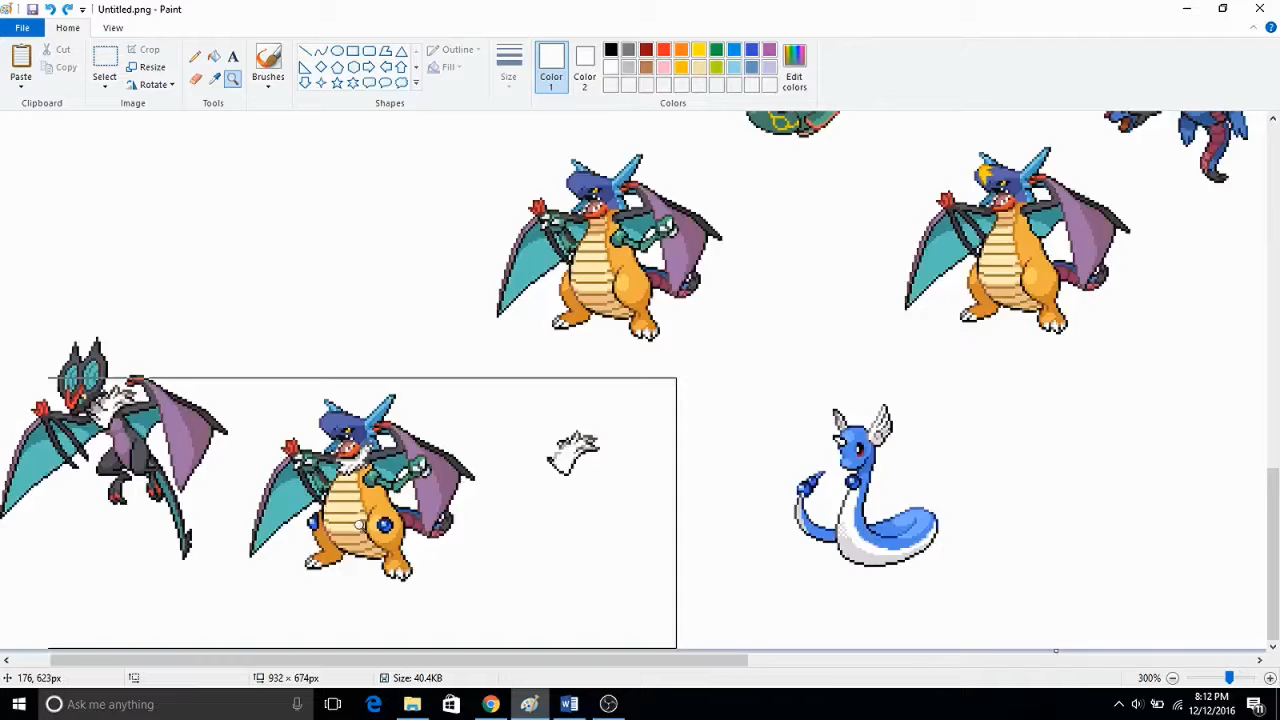 Untitled.png - Paint
File Home View
Paste
Cut
Copy
Clipboard
Select
Crop
Resize
Rotate
Image
A
Tools
Brushes
Shapes
Outline
Fill
Size
Color 1
Color 2
Edit colors
Colors
176, 623px
932 × 674px
Size: 40.4KB
300%
Ask me anything
8:12 PM
12/12/2016